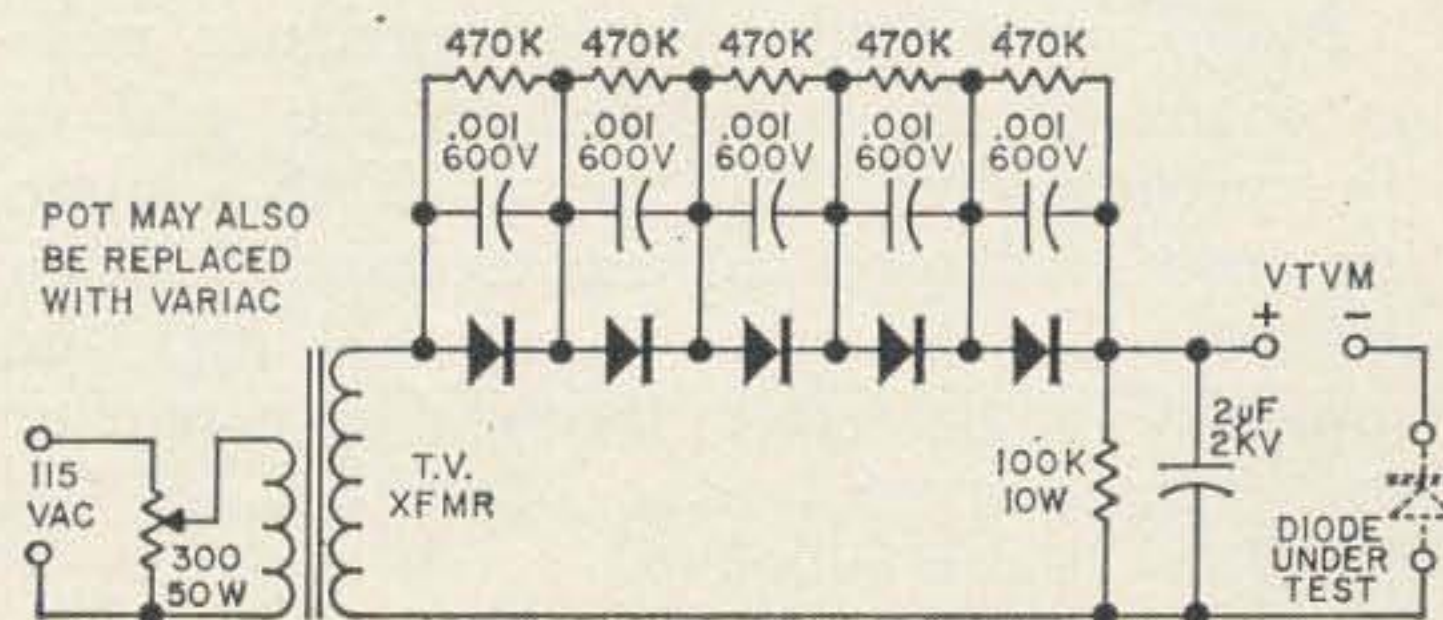 470K 470K 470K 470K 470K
.001 .001 .001 .001 .001
600V 600V 600V 600V 600V
POT MAY ALSO
BE REPLACED
WITH VARIAC
VTVM
+ -
115
VAC
300
50W
T.V.
XFMR
100K
10W
2µF
2KV
DIODE
UNDER
TEST